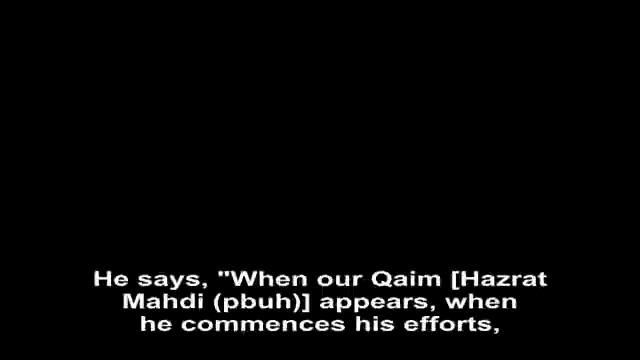 He says, "When our Qaim [Hazrat
Mahdi (pbuh)] appears, when
he commences his efforts,